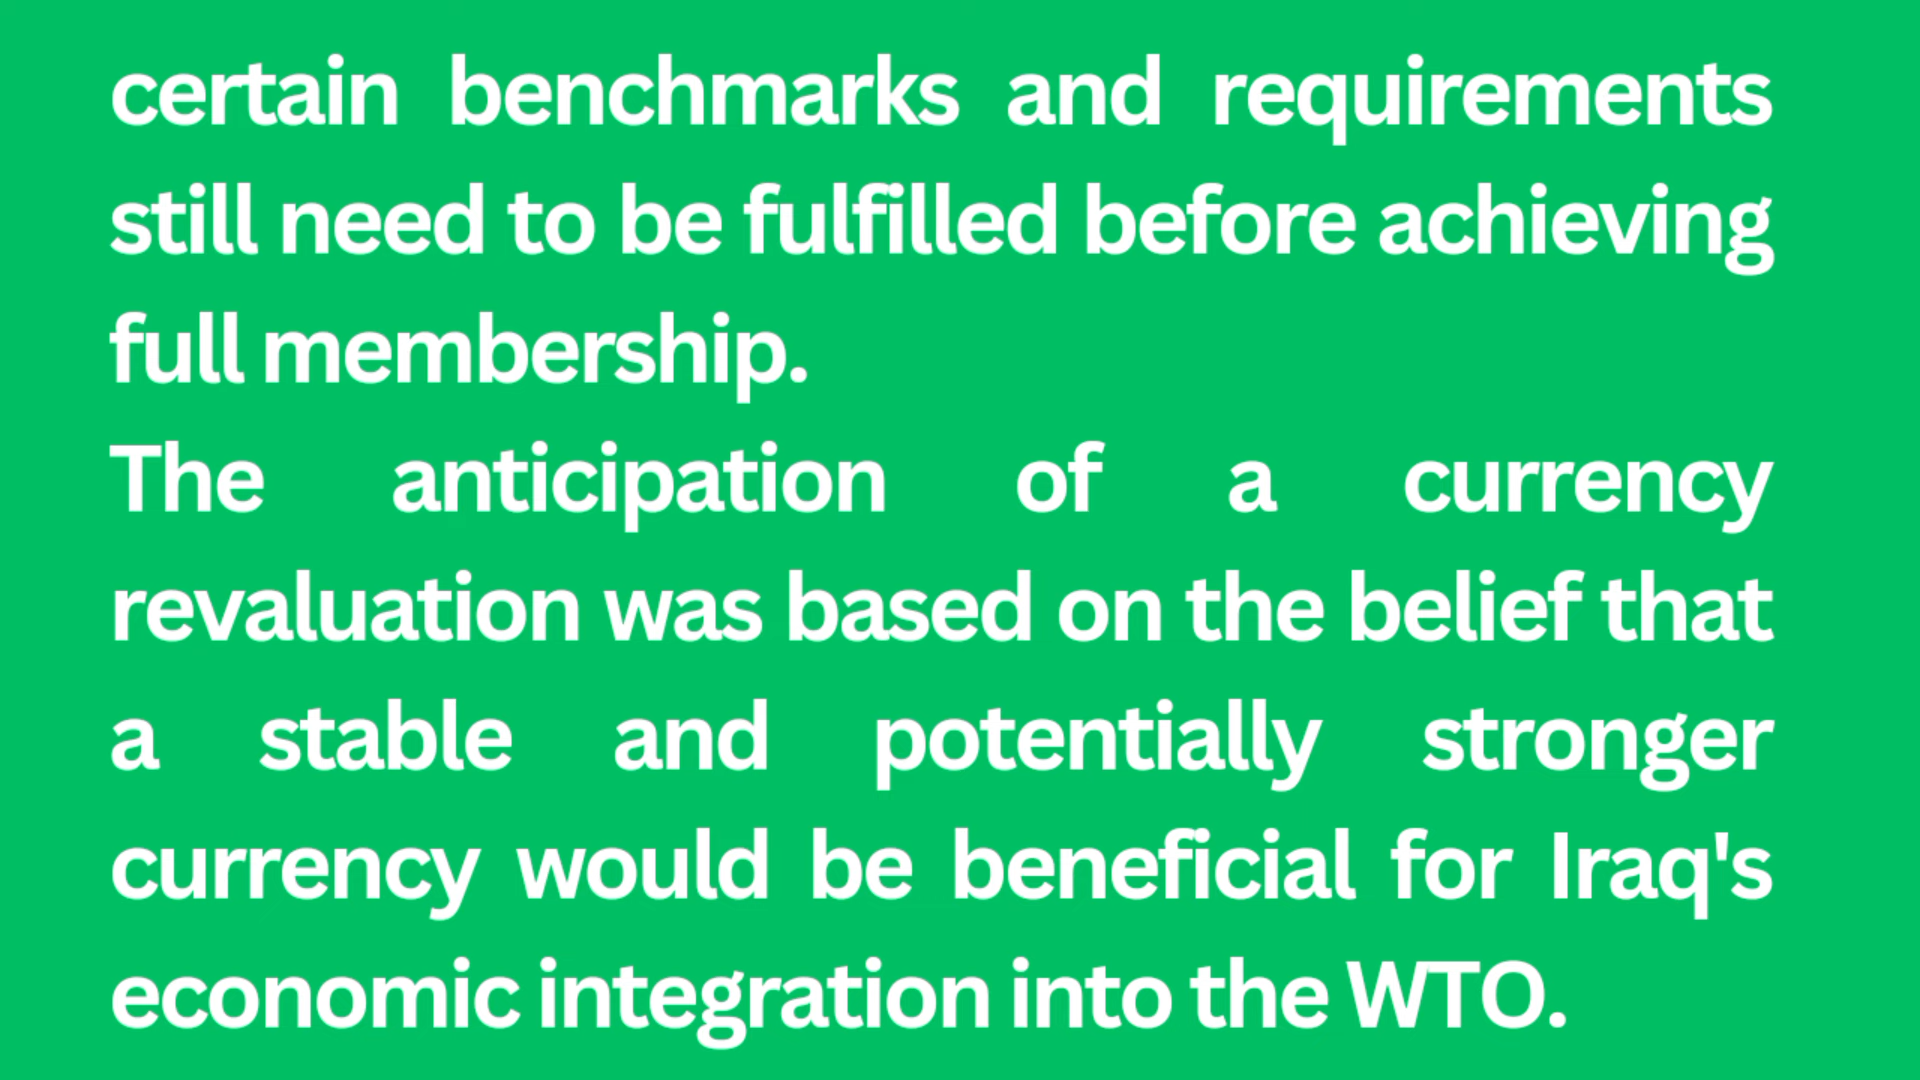 certain benchmarks and requirements
still need to be fulfilled before achieving
full membership.
The anticipation of a currency
revaluation was based on the belief that
a stable and potentially stronger
currency would be beneficial for Iraq's
economic integration into the WTO.